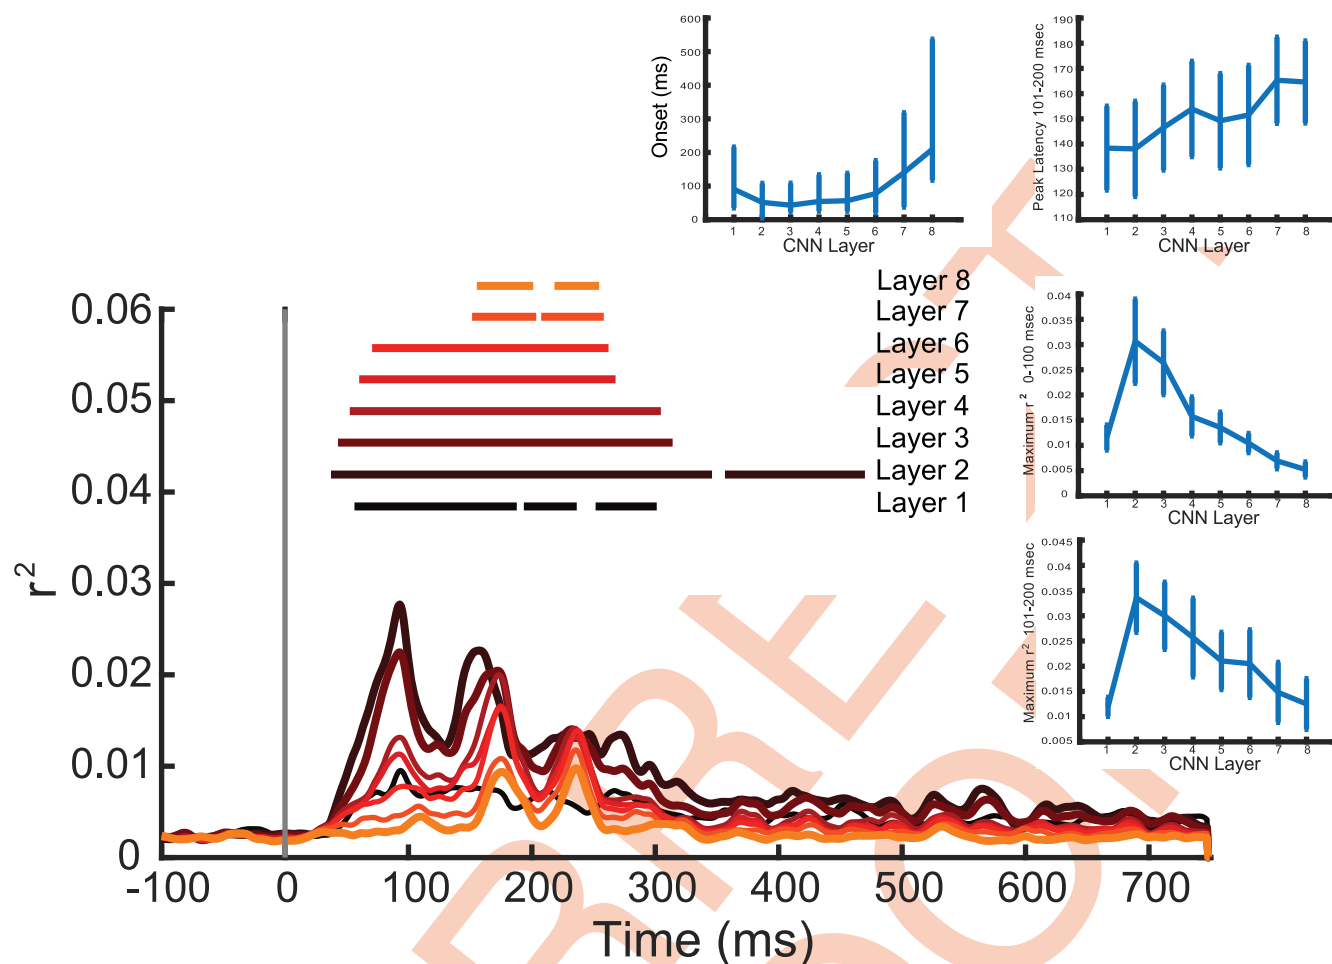 600
500
400
300
200
100
0
Onset (ms)
1 2 3 4 5 6 7 8
CNN Layer
190
180
170
160
150
140
130
120
110
Peak Latency 101-200 msec
1 2 3 4 5 6 7 8
CNN Layer
Layer 8
Layer 7
Layer 6
Layer 5
Layer 4
Layer 3
Layer 2
Layer 1
0.06
0.05
0.04
0.03
0.02
0.01
0
r²
-100 0 100 200 300 400 500 600 700
Time (ms)
0.04
0.035
0.03
0.025
0.02
0.015
0.01
0.005
0
Maximum r² 0-100 msec
1 2 3 4 5 6 7 8
CNN Layer
0.045
0.04
0.035
0.03
0.025
0.02
0.015
0.01
0.005
Maximum r² 101-200 msec
1 2 3 4 5 6 7 8
CNN Layer